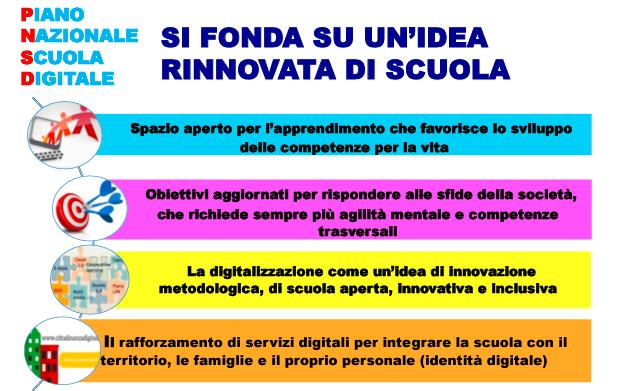 PIANO
NAZIONALE
SCUOLA
DIGITALE
SI FONDA SU UN’IDEA
RINNOVATA DI SCUOLA
Spazio aperto per l’apprendimento che favorisce lo sviluppo
delle competenze per la vita
Obiettivi aggiornati per rispondere alle sfide della società,
che richiede sempre più agilità mentale e competenze
trasversali
La digitalizzazione come un’idea di innovazione
metodologica, di scuola aperta, innovativa e inclusiva
www.cittadinanzadigital
Il rafforzamento di servizi digitali per integrare la scuola con il
territorio, le famiglie e il proprio personale (identità digitale)